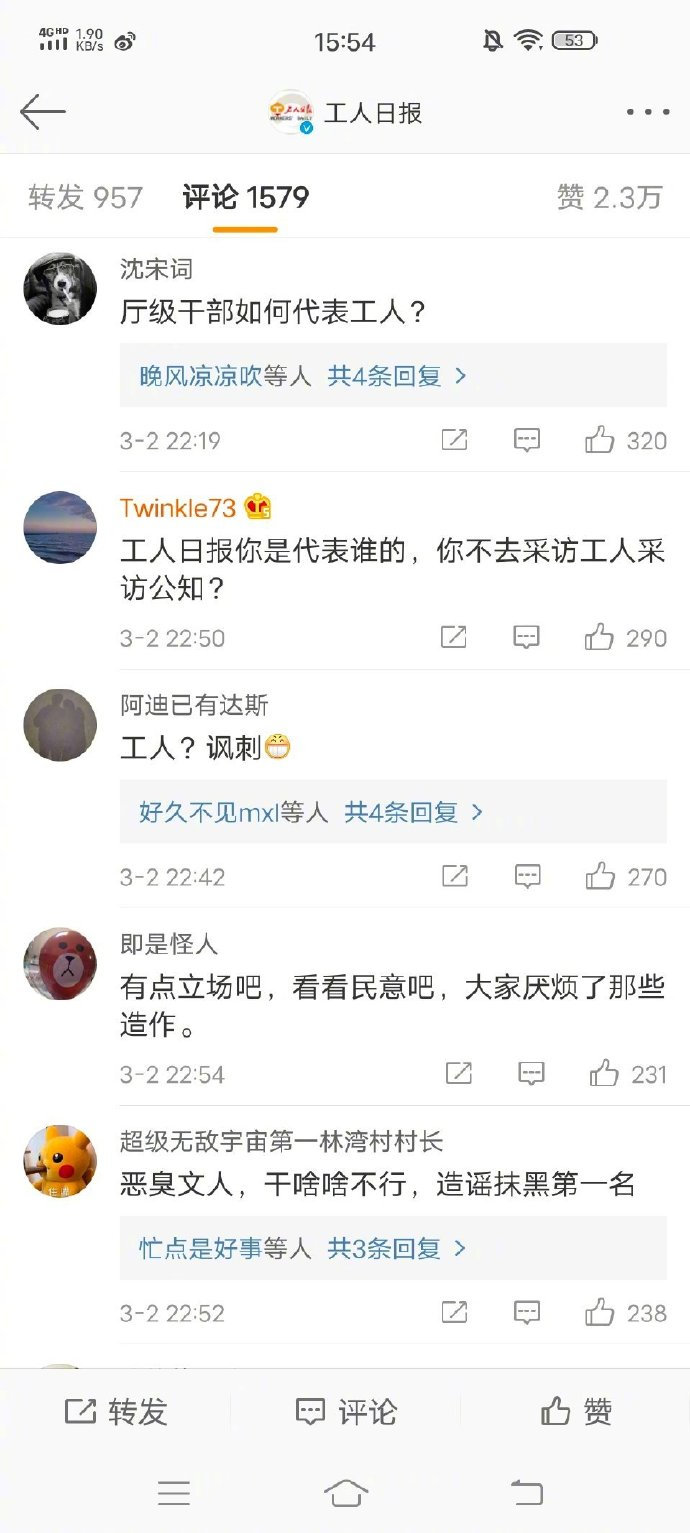 4GHD 1.90 KB/s 15:54 53
工人日报
转发 957 评论 1579 赞 2.3万
沈宋词
厅级干部如何代表工人？
晚风凉凉吹等人 共4条回复 >
3-2 22:19 320
Twinkle73
工人日报你是代表谁的，你不去采访工人采
访公知？
3-2 22:50 290
阿迪已有达斯
工人？讽刺😁
好久不见mxl等人 共4条回复 >
3-2 22:42 270
即是怪人
有点立场吧，看看民意吧，大家厌烦了那些
造作。
3-2 22:54 231
超级无敌宇宙第一林湾村村长
恶臭文人，干啥啥不行，造谣抹黑第一名
忙点是好事等人 共3条回复 >
3-2 22:52 238
转发 评论 赞